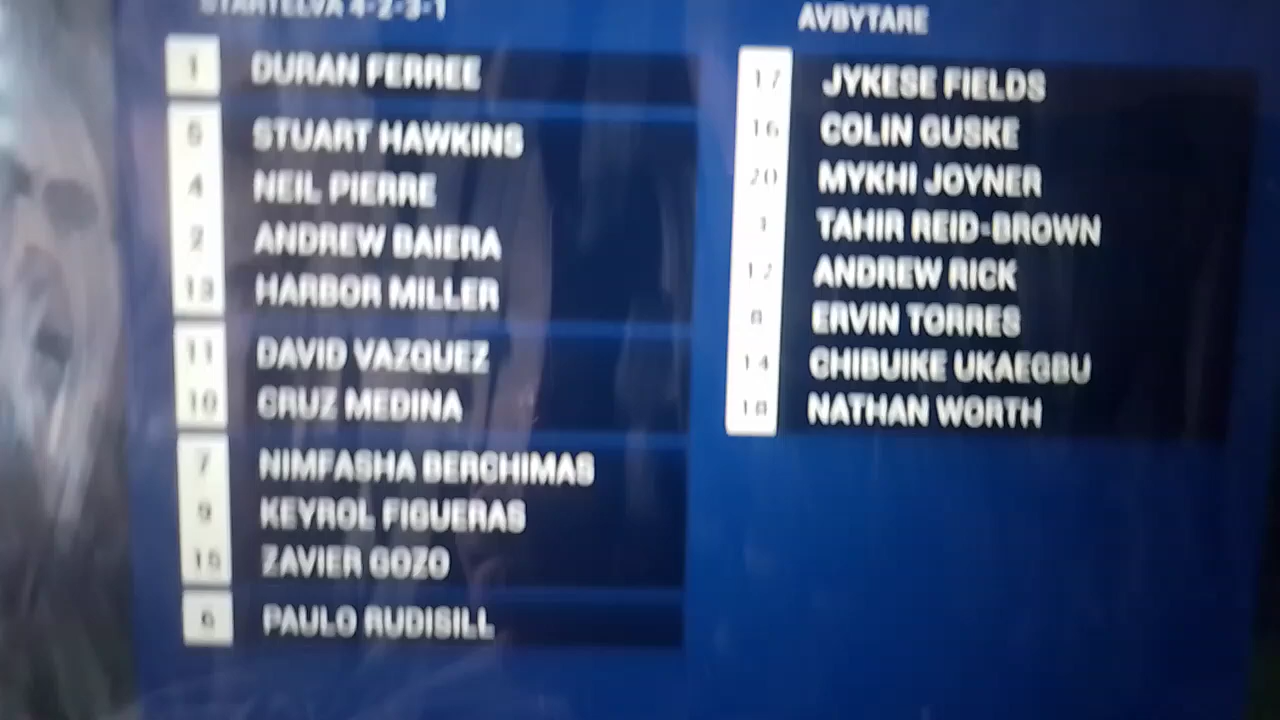 STARTELVA 4-2-3-1
1 DURAN FERREE
5 STUART HAWKINS
4 NEIL PIERRE
2 ANDREW BAIERA
13 HARBOR MILLER
11 DAVID VAZQUEZ
10 CRUZ MEDINA
7 NIMFASHA BERCHIMAS
9 KEYROL FIGUERAS
15 ZAVIER GOZO
6 PAULO RUDISILL
AVBYTARE
17 JYKESE FIELDS
16 COLIN GUSKE
20 MYKHI JOYNER
TAHIR REID-BROWN
12 ANDREW RICK
8 ERVIN TORRES
14 CHIBUIKE UKAEGBU
18 NATHAN WORTH